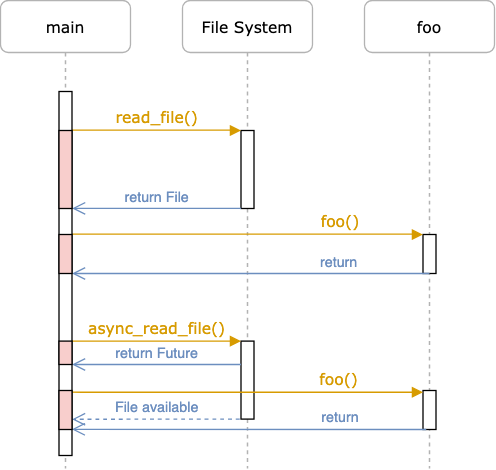 main
File System
foo
read_file()
return File
foo()
return
async_read_file()
return Future
foo()
File available
return